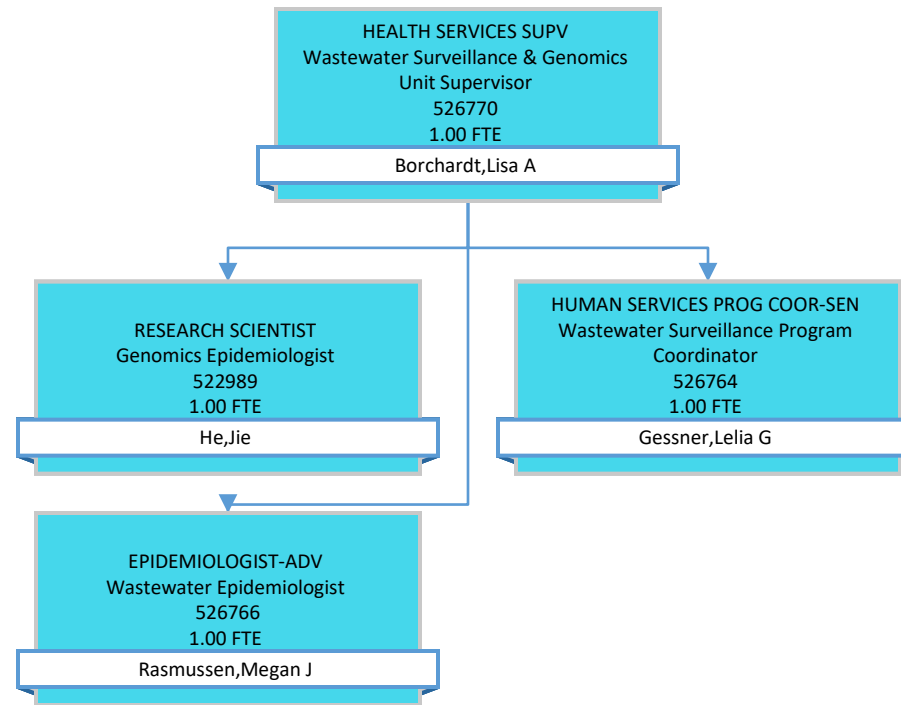 HEALTH SERVICES SUPV
Wastewater Surveillance & Genomics
Unit Supervisor
526770
1.00 FTE
Borchardt,Lisa A
RESEARCH SCIENTIST
Genomics Epidemiologist
522989
1.00 FTE
He,Jie
HUMAN SERVICES PROG COOR-SEN
Wastewater Surveillance Program
Coordinator
526764
1.00 FTE
Gessner,Lelia G
EPIDEMIOLOGIST-ADV
Wastewater Epidemiologist
526766
1.00 FTE
Rasmussen,Megan J